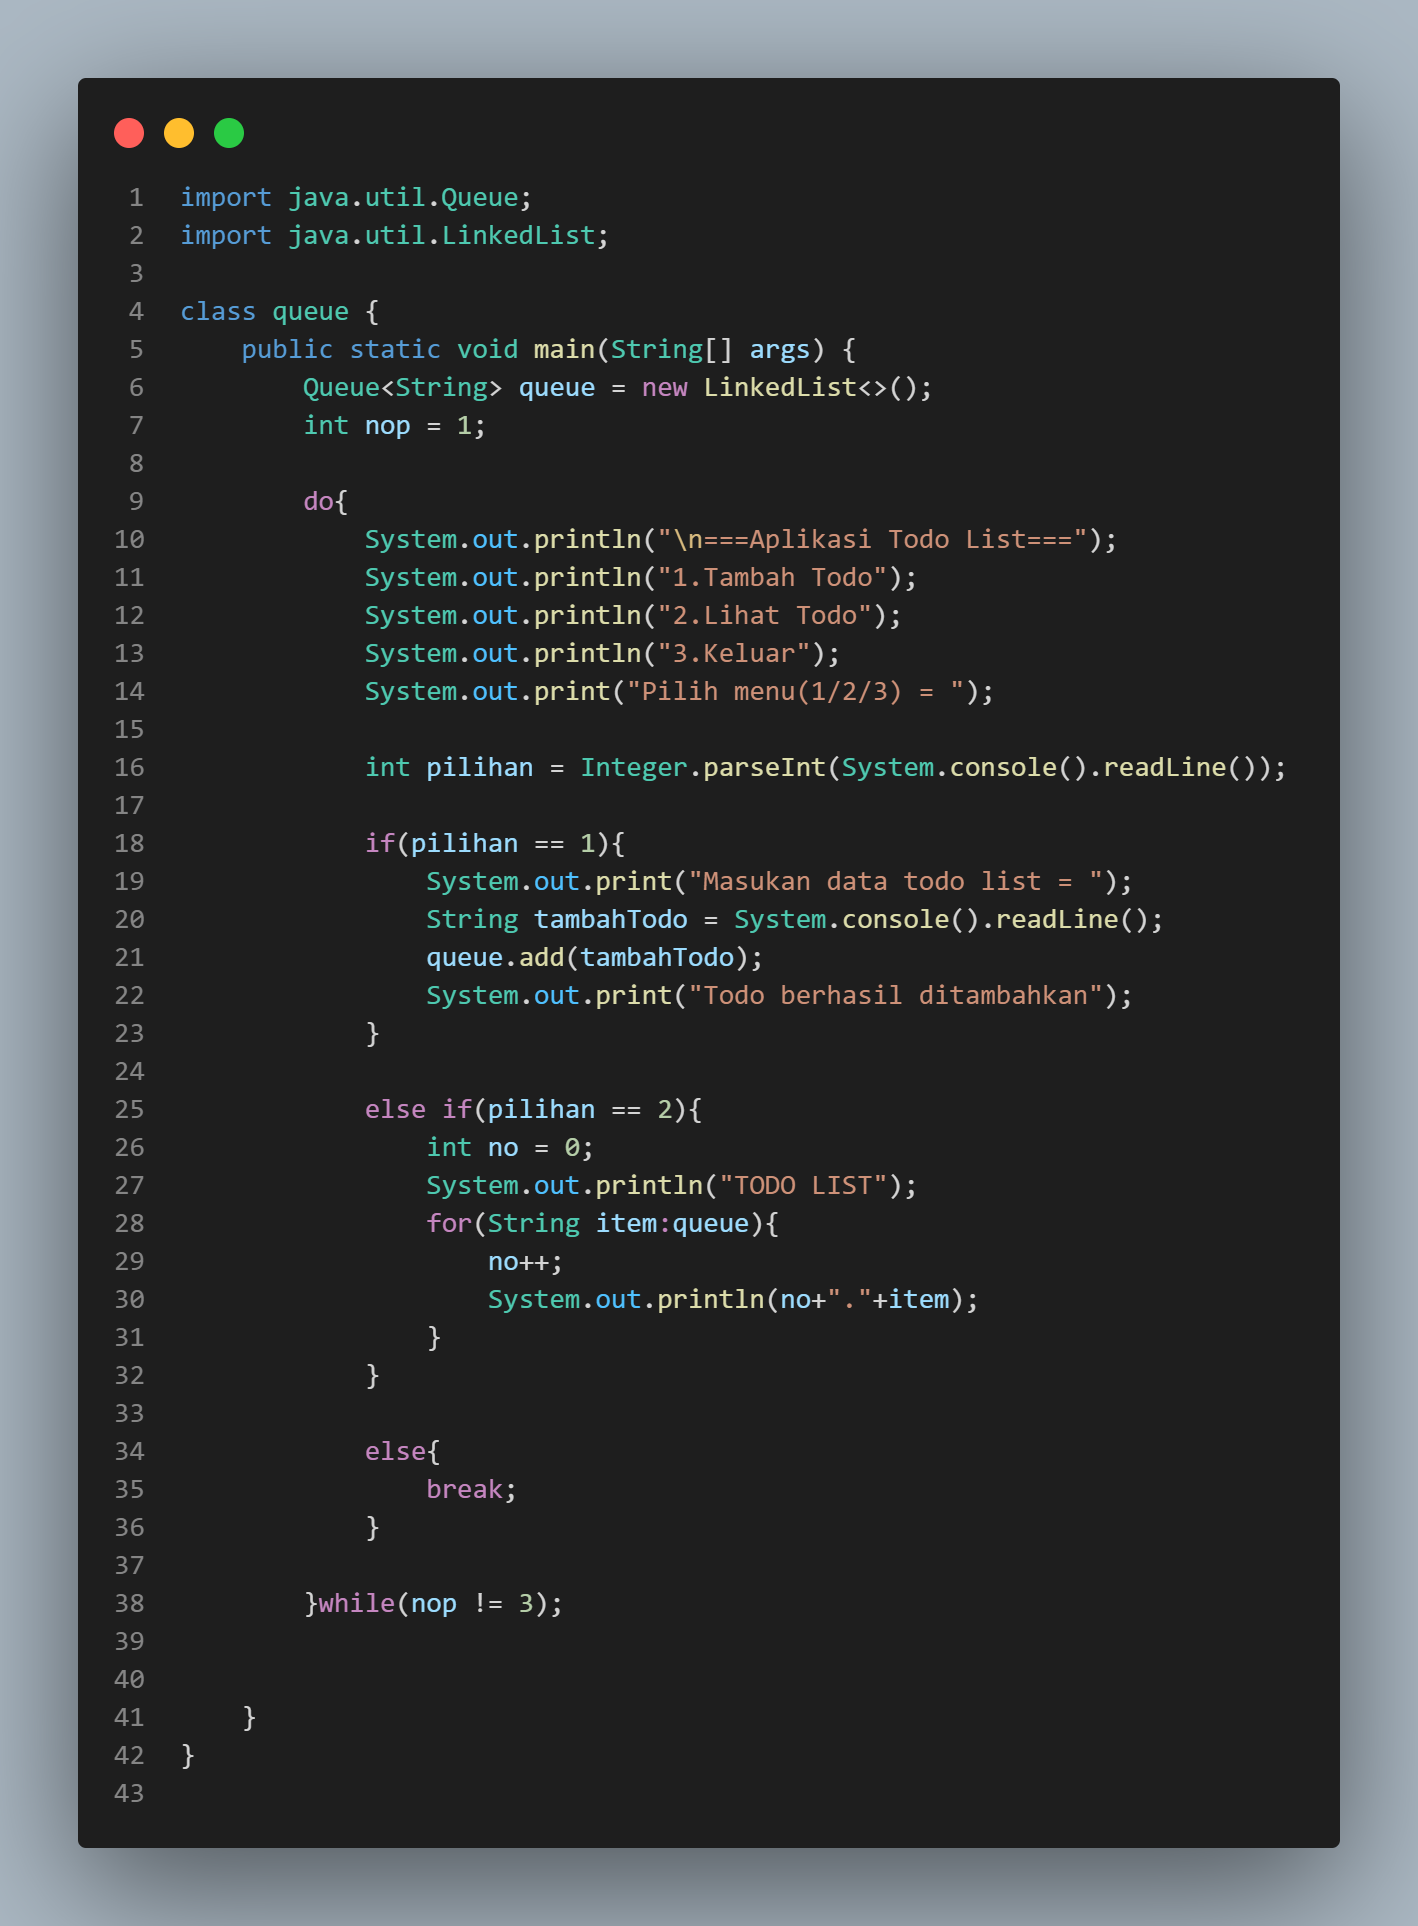 1 import java.util.Queue;
2 import java.util.LinkedList;
3
4 class queue {
5     public static void main(String[] args) {
6         Queue<String> queue = new LinkedList<>();
7         int nop = 1;
8
9         do{
10             System.out.println("\n===Aplikasi Todo List===");
11             System.out.println("1.Tambah Todo");
12             System.out.println("2.Lihat Todo");
13             System.out.println("3.Keluar");
14             System.out.print("Pilih menu(1/2/3) = ");
15
16             int pilihan = Integer.parseInt(System.console().readLine());
17
18             if(pilihan == 1){
19                 System.out.print("Masukan data todo list = ");
20                 String tambahTodo = System.console().readLine();
21                 queue.add(tambahTodo);
22                 System.out.print("Todo berhasil ditambahkan");
23             }
24
25             else if(pilihan == 2){
26                 int no = 0;
27                 System.out.println("TODO LIST");
28                 for(String item:queue){
29                     no++;
30                     System.out.println(no+"."+item);
31                 }
32             }
33
34             else{
35                 break;
36             }
37
38         }while(nop != 3);
39
40
41     }
42 }
43